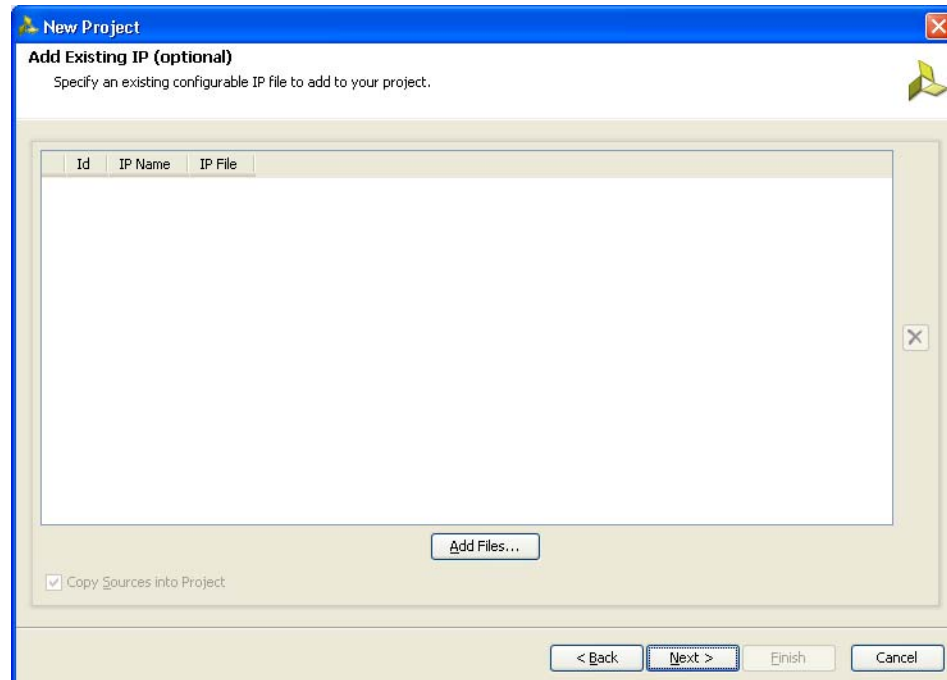 New Project
Add Existing IP (optional)
Specify an existing configurable IP file to add to your project.
Id IP Name IP File
Add Files...
Copy Sources into Project
< Back Next > Finish Cancel